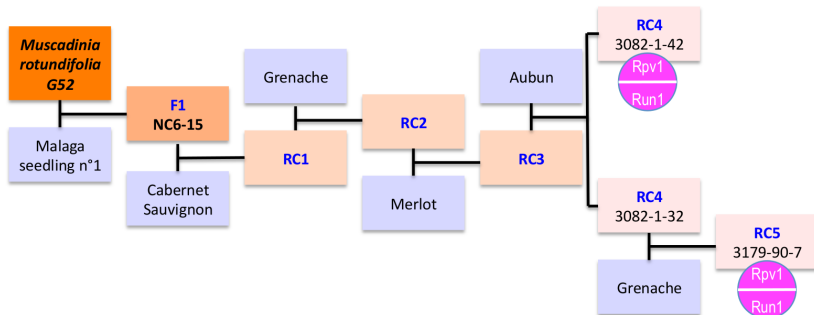 Muscadinia
rotundifolia
G52
Malaga
seedling n°1
F1
NC6-15
Cabernet
Sauvignon
Grenache
RC1
RC2
Merlot
Aubun
RC3
RC4
3082-1-42
Rpv1
Run1
RC4
3082-1-32
Grenache
RC5
3179-90-7
Rpv1
Run1